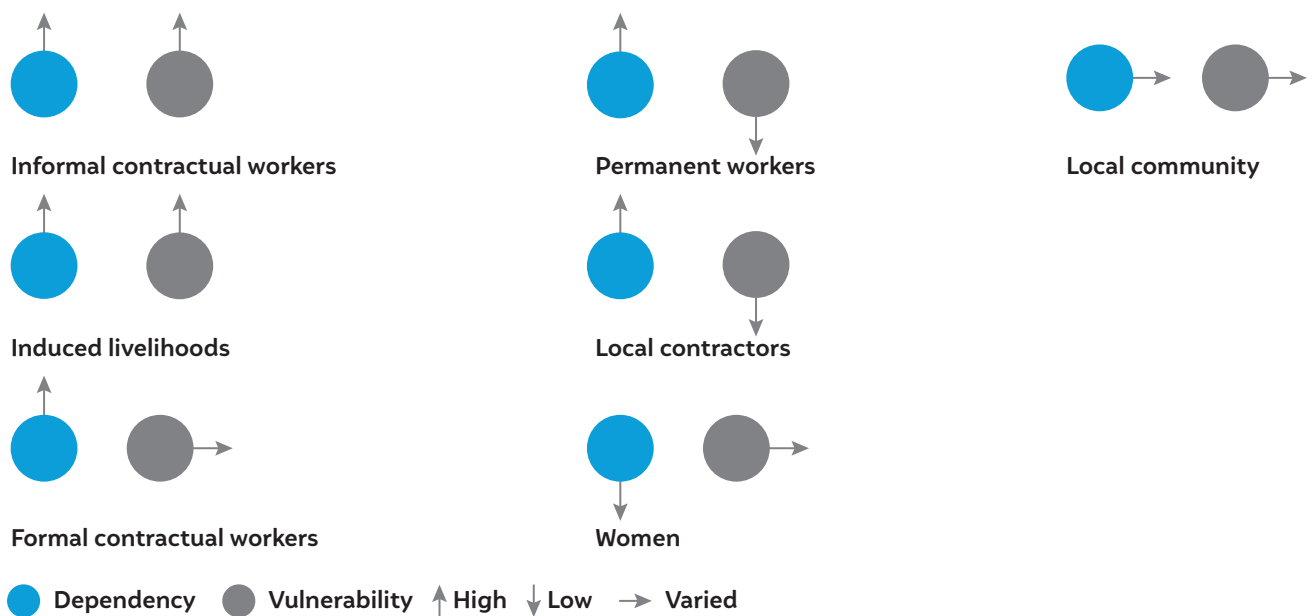 Informal contractual workers
Permanent workers
Local community
Induced livelihoods
Local contractors
Formal contractual workers
Women
Dependency Vulnerability High Low Varied